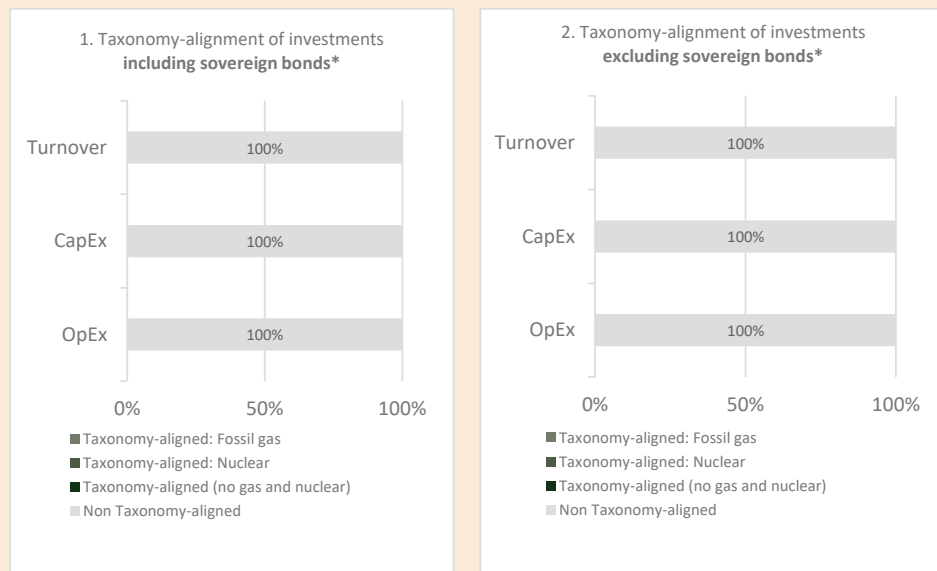 1. Taxonomy-alignment of investments
including sovereign bonds*
Turnover
100%
CapEx
100%
OpEx
100%
0%
50%
100%
Taxonomy-aligned: Fossil gas
Taxonomy-aligned: Nuclear
Taxonomy-aligned (no gas and nuclear)
Non Taxonomy-aligned
2. Taxonomy-alignment of investments
excluding sovereign bonds*
Turnover
100%
CapEx
100%
OpEx
100%
0%
50%
100%
Taxonomy-aligned: Fossil gas
Taxonomy-aligned: Nuclear
Taxonomy-aligned (no gas and nuclear)
Non Taxonomy-aligned